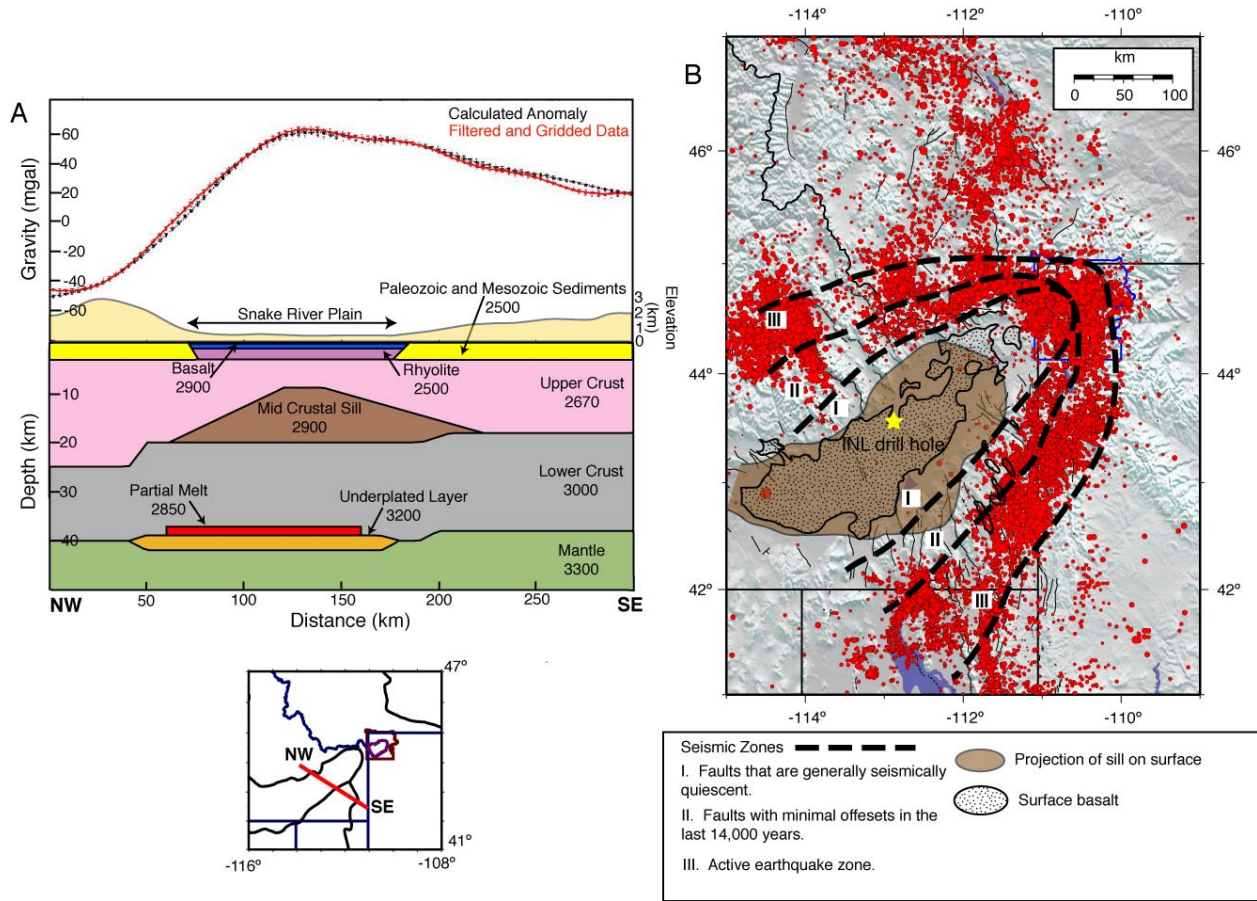 A
Calculated Anomaly
Filtered and Gridded Data
Gravity (mgal)
60
40
20
0
-20
-40
-60
3
2
1
0
Elevation
(km)
Snake River Plain
Paleozoic and Mesozoic Sediments
2500
Basalt
2900
Rhyolite
2500
Upper Crust
2670
Mid Crustal Sill
2900
Lower Crust
3000
Partial Melt
2850
Underplated Layer
3200
Mantle
3300
Depth (km)
10
20
30
40
NW
50
100
150
200
250
SE
Distance (km)
47°
NW
SE
41°
-116°
-108°
B
-114°
-112°
-110°
km
0
50
100
46°
46°
44°
44°
42°
42°
III
II
I
INL drill hole
I
II
III
-114°
-112°
-110°
Seismic Zones
I. Faults that are generally seismically
quiescent.
II. Faults with minimal offesets in the
last 14,000 years.
III. Active earthquake zone.
Projection of sill on surface
Surface basalt